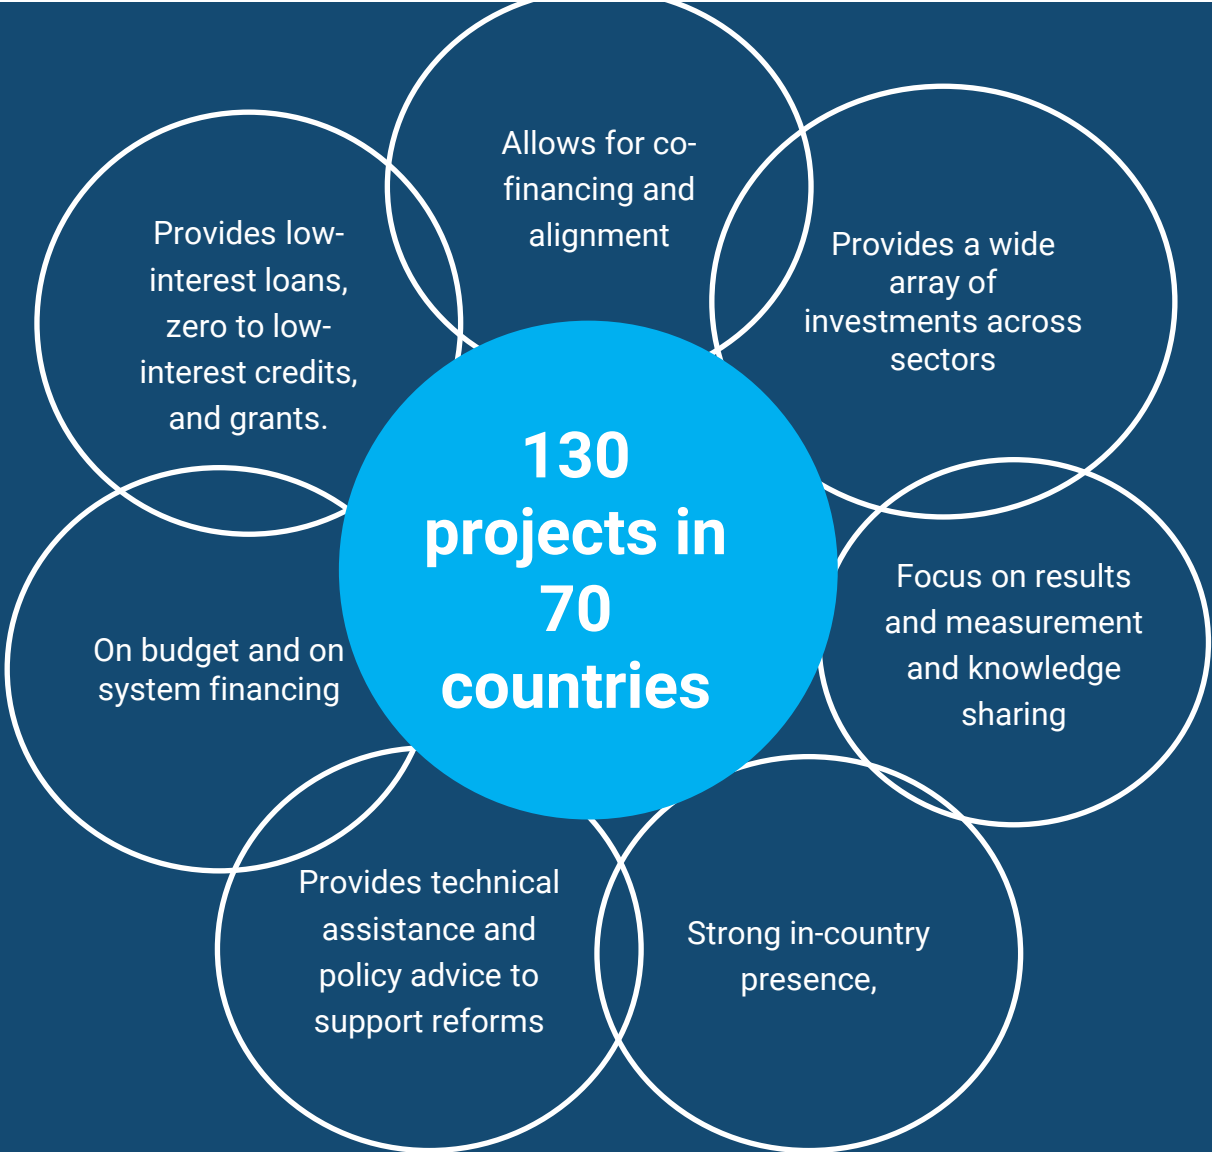 Allows for co-
financing and
alignment
Provides a wide
array of
investments across
sectors
Focus on results
and measurement
and knowledge
sharing
Strong in-country
presence,
Provides technical
assistance and
policy advice to
support reforms
On budget and on
system financing
Provides low-
interest loans,
zero to low-
interest credits,
and grants.
130
projects in
70
countries